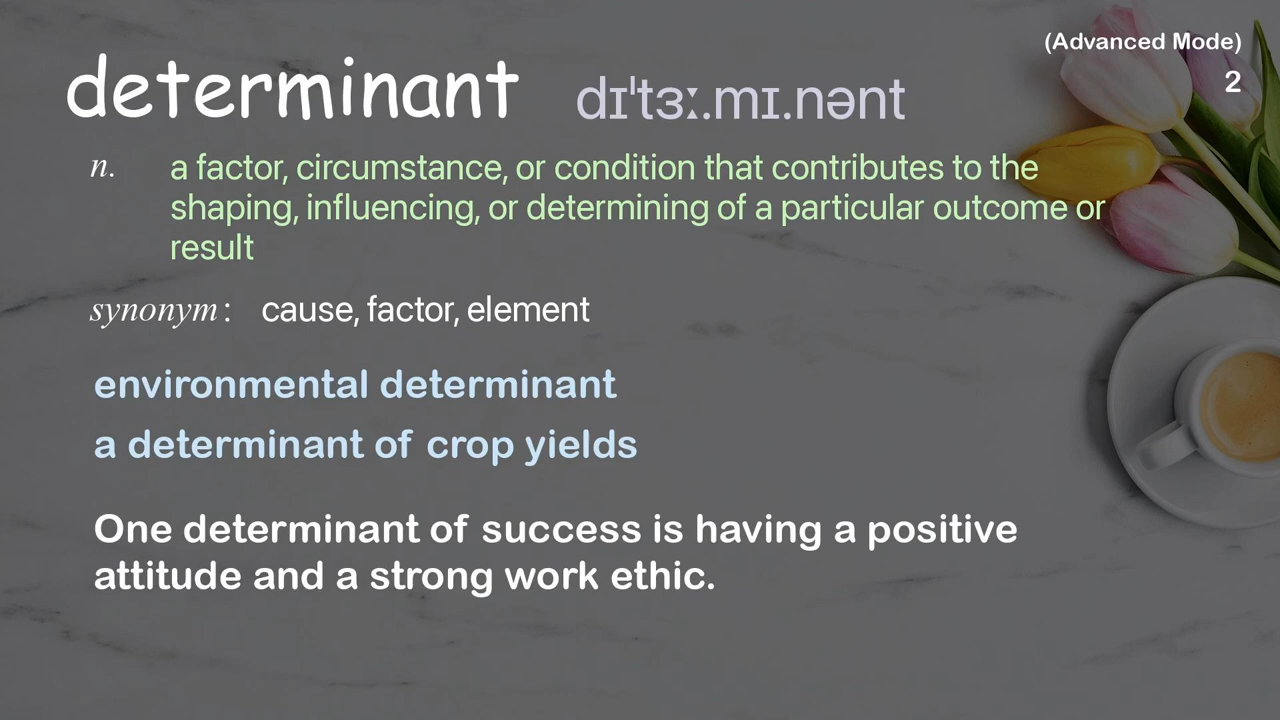 (Advanced Mode)
2
determinant dɪˈtɜː.mɪ.nənt
n. a factor, circumstance, or condition that contributes to the
shaping, influencing, or determining of a particular outcome or
result
synonym: cause, factor, element
environmental determinant
a determinant of crop yields
One determinant of success is having a positive
attitude and a strong work ethic.